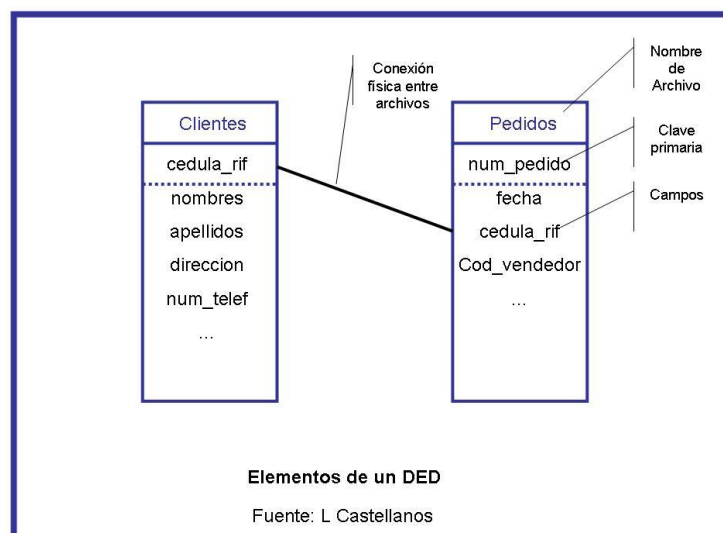 Nombre
de
Archivo
Conexión
física entre
archivos
Clientes
Pedidos
Clave
primaria
cedula_rif
num_pedido
nombres
fecha
Campos
apellidos
cedula_rif
direccion
Cod_vendedor
num_telef
...
...
Elementos de un DED
Fuente: L Castellanos